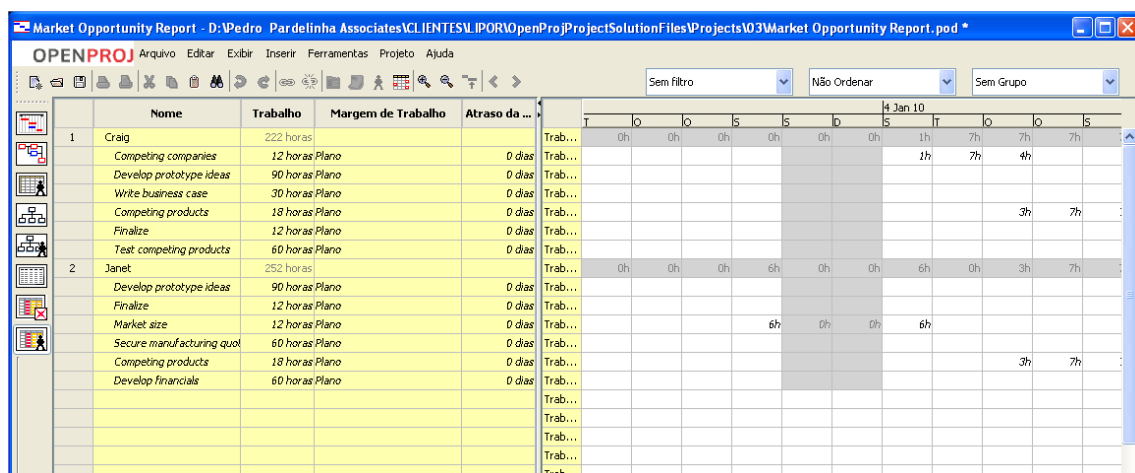 Market Opportunity Report - D:\Pedro Pardelinha Associates\CLIENTES\LIPOR\OpenProjProjectSolutionFiles\Projects\03\Market Opportunity Report.pod *
OPENPROJ Arquivo Editar Exibir Inserir Ferramentas Projeto Ajuda
Sem filtro Não Ordenar Sem Grupo
Nome Trabalho Margem de Trabalho Atraso da ... 4 Jan 10
T O O S S D S T O O S
1 Craig 222 horas Trab... 0h 0h 0h 0h 0h 0h 1h 7h 7h 7h
Competing companies 12 horas Plano 0 dias Trab... 1h 7h 4h
Develop prototype ideas 90 horas Plano 0 dias Trab...
Write business case 30 horas Plano 0 dias Trab...
Competing products 18 horas Plano 0 dias Trab... 3h 7h
Finalize 12 horas Plano 0 dias Trab...
Test competing products 60 horas Plano 0 dias Trab...
2 Janet 252 horas Trab... 0h 0h 0h 6h 0h 0h 6h 0h 3h 7h
Develop prototype ideas 90 horas Plano 0 dias Trab...
Finalize 12 horas Plano 0 dias Trab...
Market size 12 horas Plano 0 dias Trab... 6h 0h 0h 6h
Secure manufacturing quot 60 horas Plano 0 dias Trab...
Competing products 18 horas Plano 0 dias Trab... 3h 7h
Develop financials 60 horas Plano 0 dias Trab...
Trab...
Trab...
Trab...
Trab...